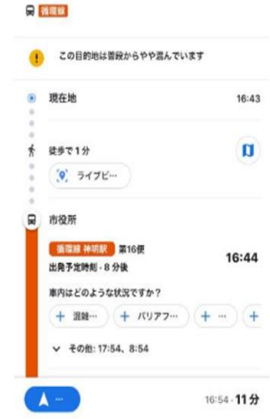 循環線
この目的地は普段からやや混んでいます
現在地 16:43
徒歩で 1 分
ライブビ…
市役所
循環線 神明駅 第16便
16:44
出発予定時刻 · 8 分後
車内はどのような状況ですか？
+ 混雑… + バリアフ… + … +
その他: 17:54、8:54
… 16:54 · 11 分